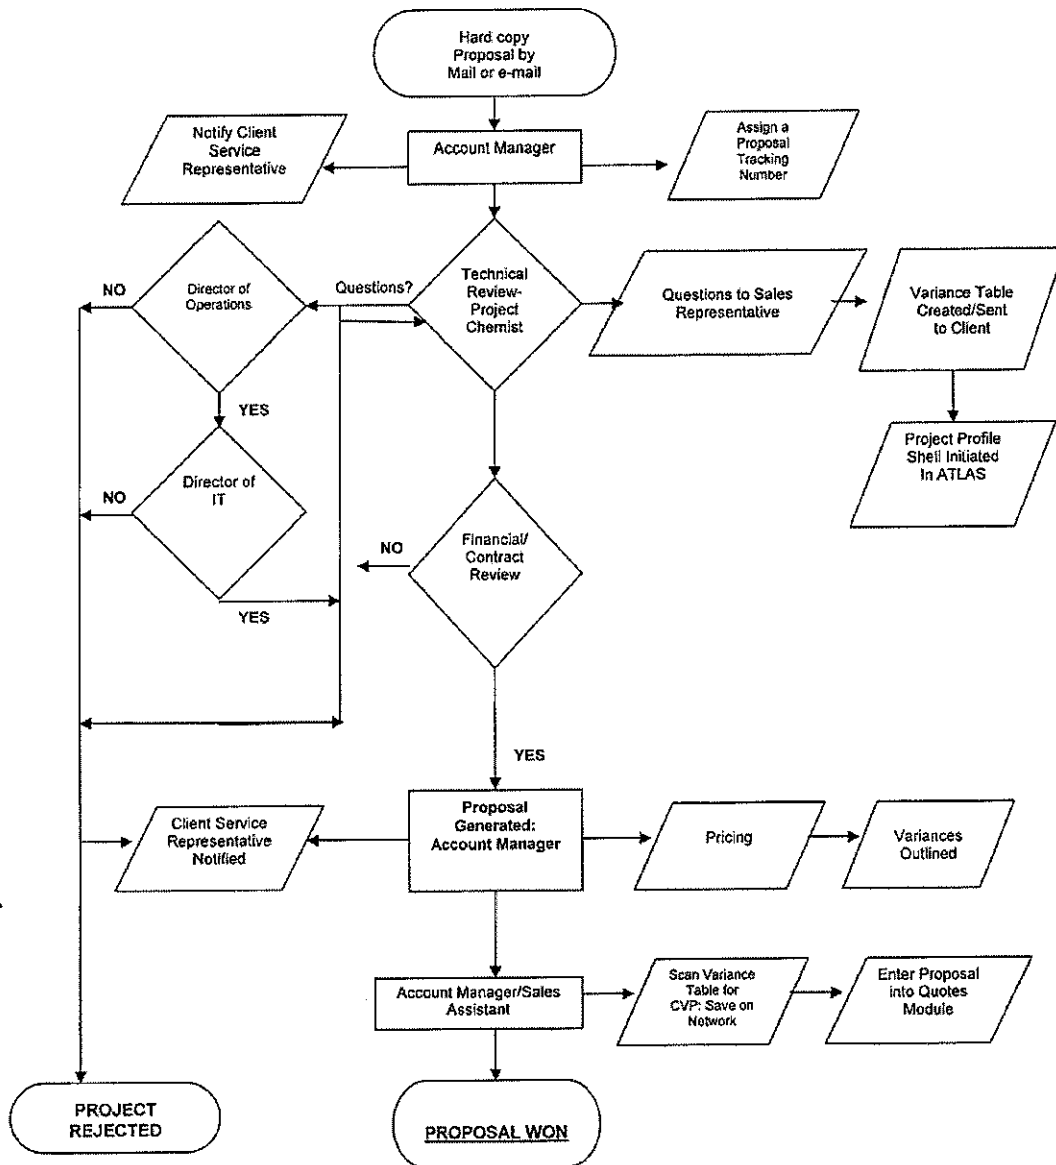 Hard copy
Proposal by
Mail or e-mail
Notify Client
Service
Representative
Account Manager
Assign a
Proposal
Tracking
Number
NO
Director of
Operations
Questions?
Technical
Review-
Project
Chemist
Questions to Sales
Representative
Variance Table
Created/Sent
to Client
YES
NO
Director of
IT
Project Profile
Shell Initiated
In ATLAS
NO
Financial/
Contract
Review
YES
YES
Client Service
Representative
Notified
Proposal
Generated:
Account Manager
Pricing
Variances
Outlined
Account Manager/Sales
Assistant
Scan Variance
Table for
CVP: Save on
Network
Enter Proposal
into Quotes
Module
PROJECT
REJECTED
PROPOSAL WON